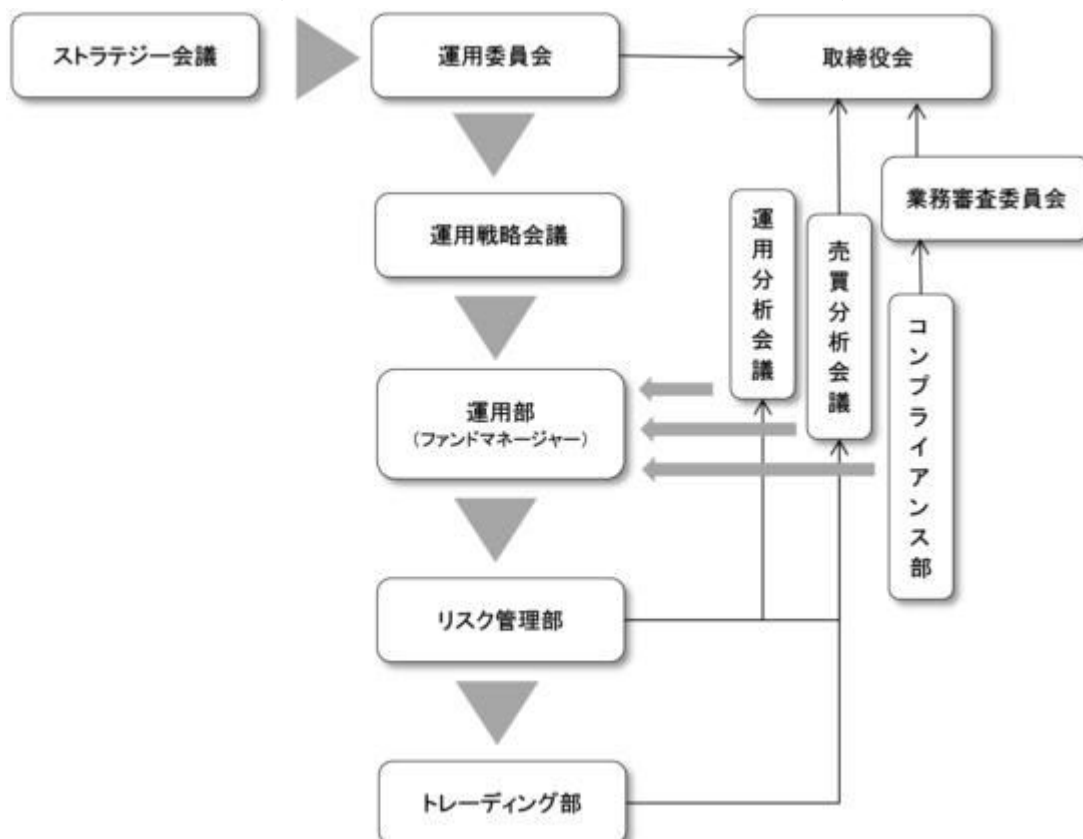 ストラテジー会議
運用委員会
取締役会
業務審査委員会
運用戦略会議
運用分析会議
売買分析会議
コンプライアンス部
運用部
(ファンドマネージャー)
リスク管理部
トレーディング部